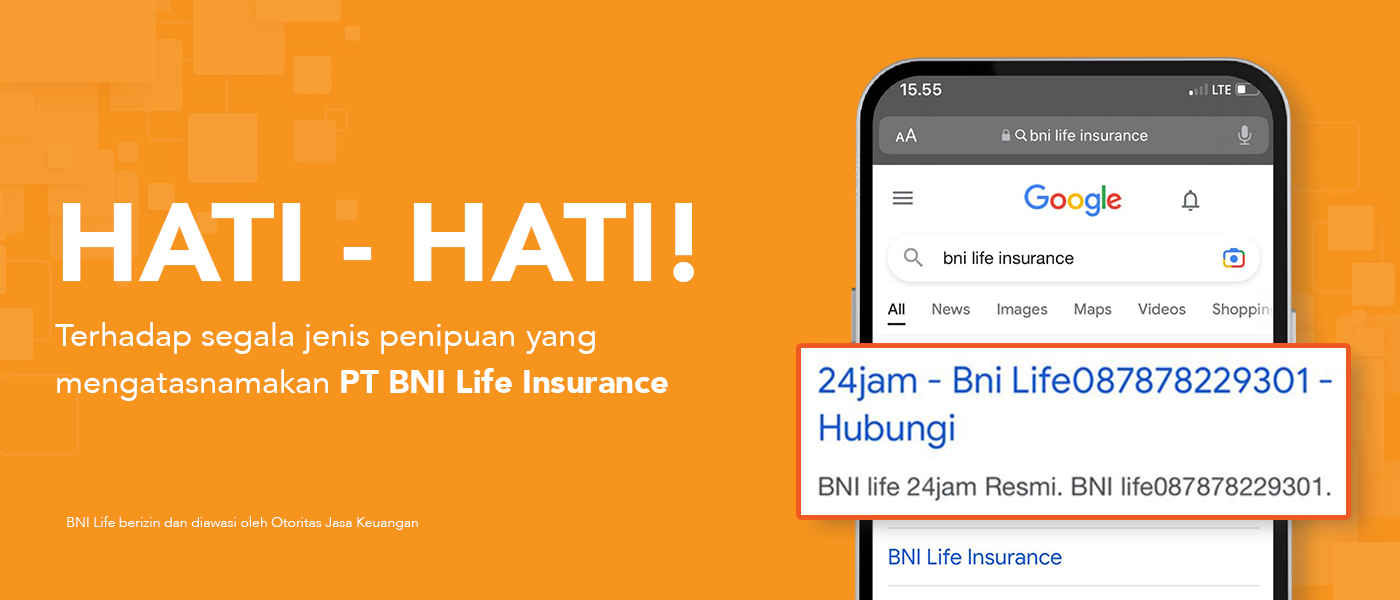 HATI - HATI!
Terhadap segala jenis penipuan yang
mengatasnamakan PT BNI Life Insurance
BNI Life berizin dan diawasi oleh Otoritas Jasa Keuangan
15.55
LTE
AA
bni life insurance
Google
bni life insurance
All News Images Maps Videos Shopping
24jam - Bni Life087878229301 -
Hubungi
BNI life 24jam Resmi. BNI life087878229301.
BNI Life Insurance